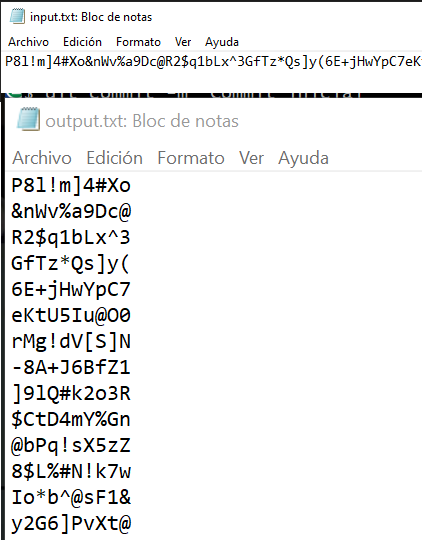 input.txt: Bloc de notas
Archivo Edición Formato Ver Ayuda
P8l!m]4#Xo&nWv%a9Dc@R2$q1bLx^3GfTz*Qs]y(6E+jHwYpC7eK
output.txt: Bloc de notas
Archivo Edición Formato Ver Ayuda
P8l!m]4#Xo
&nWv%a9Dc@
R2$q1bLx^3
GfTz*Qs]y(
6E+jHwYpC7
eKtU5Iu@O0
rMg!dV[S]N
-8A+J6BfZ1
]9lQ#k2o3R
$CtD4mY%Gn
@bPq!sX5zZ
8$L%#N!k7w
Io*b^@sF1&
y2G6]PvXt@